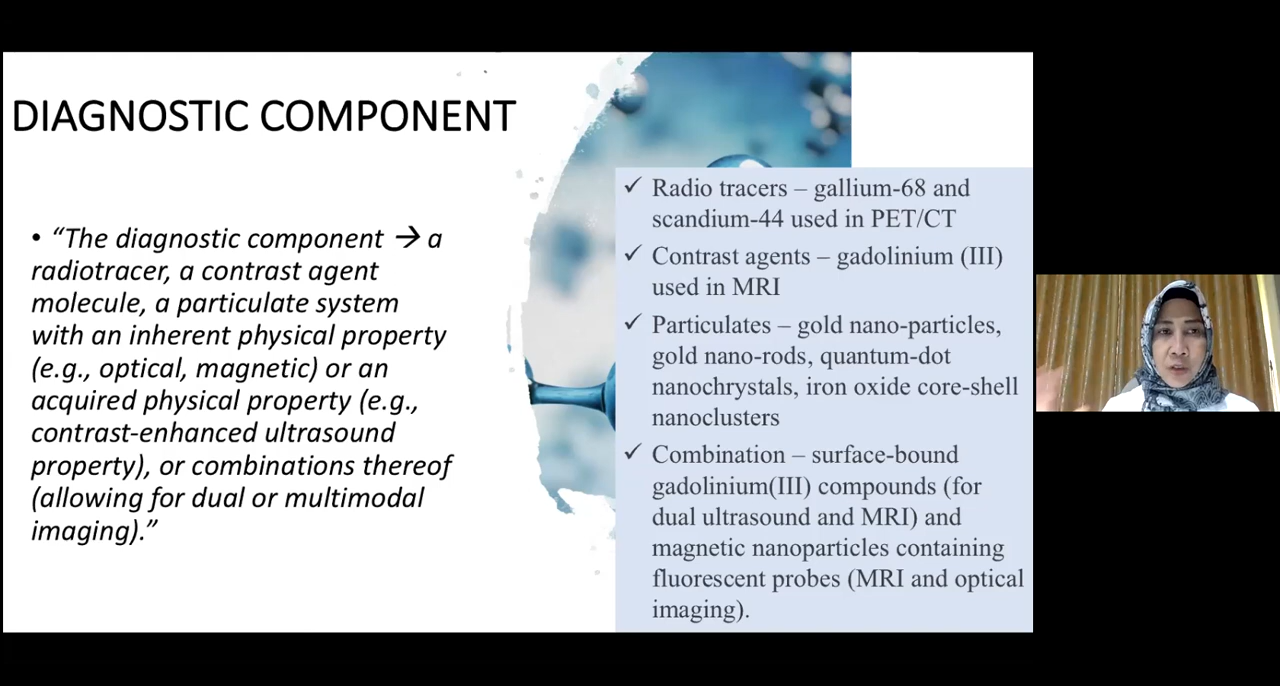 DIAGNOSTIC COMPONENT
• “The diagnostic component → a
radiotracer, a contrast agent
molecule, a particulate system
with an inherent physical property
(e.g., optical, magnetic) or an
acquired physical property (e.g.,
contrast-enhanced ultrasound
property), or combinations thereof
(allowing for dual or multimodal
imaging).”
✓ Radio tracers – gallium-68 and
scandium-44 used in PET/CT
✓ Contrast agents – gadolinium (III)
used in MRI
✓ Particulates – gold nano-particles,
gold nano-rods, quantum-dot
nanochrystals, iron oxide core-shell
nanoclusters
✓ Combination – surface-bound
gadolinium(III) compounds (for
dual ultrasound and MRI) and
magnetic nanoparticles containing
fluorescent probes (MRI and optical
imaging).